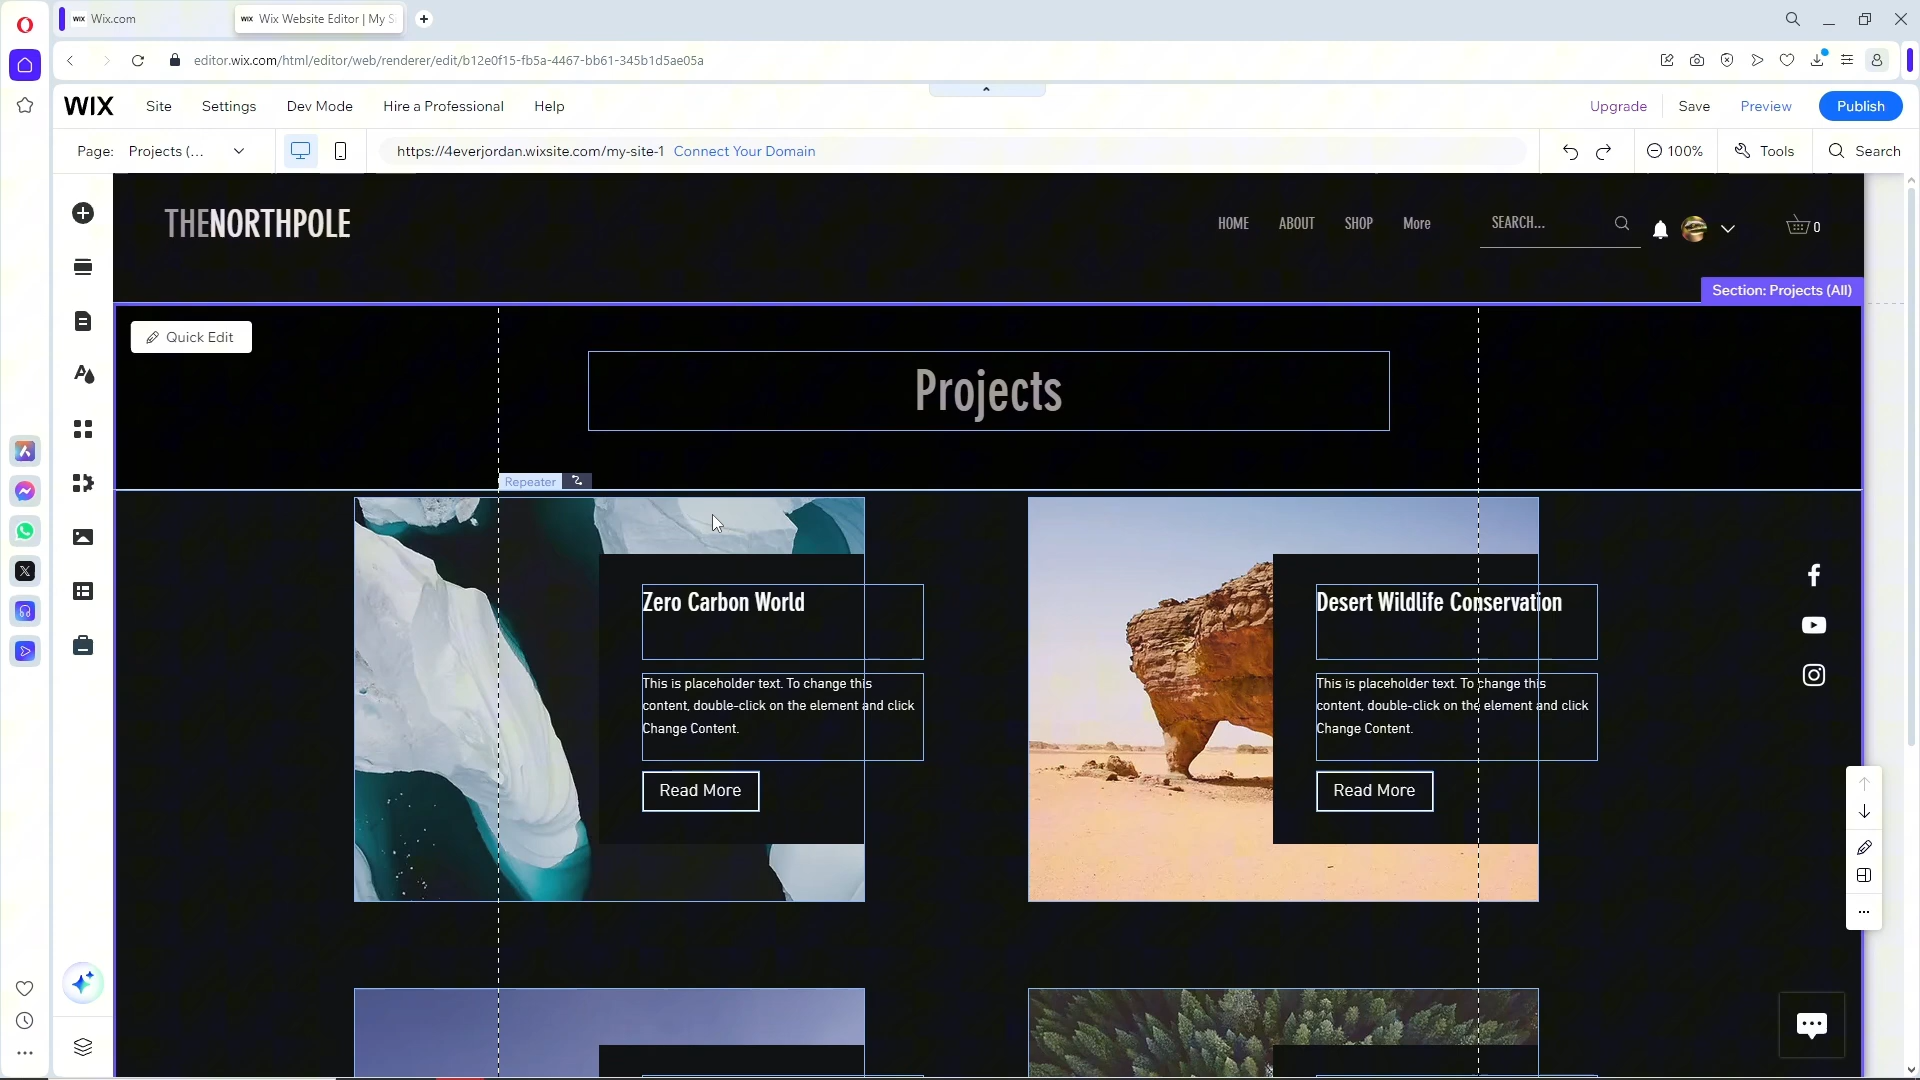 WIX Wix.com
WIX Wix Website Editor | My S
editor.wix.com/html/editor/web/renderer/edit/b12e0f15-fb5a-4467-bb61-345b1d5ae05a
WIX Site Settings Dev Mode Hire a Professional Help Upgrade Save Preview Publish
Page: Projects (... https://4everjordan.wixsite.com/my-site-1 Connect Your Domain 100% Tools Search
THENORTHPOLE HOME ABOUT SHOP More SEARCH... 0
Section: Projects (All)
Quick Edit
Projects
Repeater
Zero Carbon World
This is placeholder text. To change this
content, double-click on the element and click
Change Content.
Read More
Desert Wildlife Conservation
This is placeholder text. To change this
content, double-click on the element and click
Change Content.
Read More